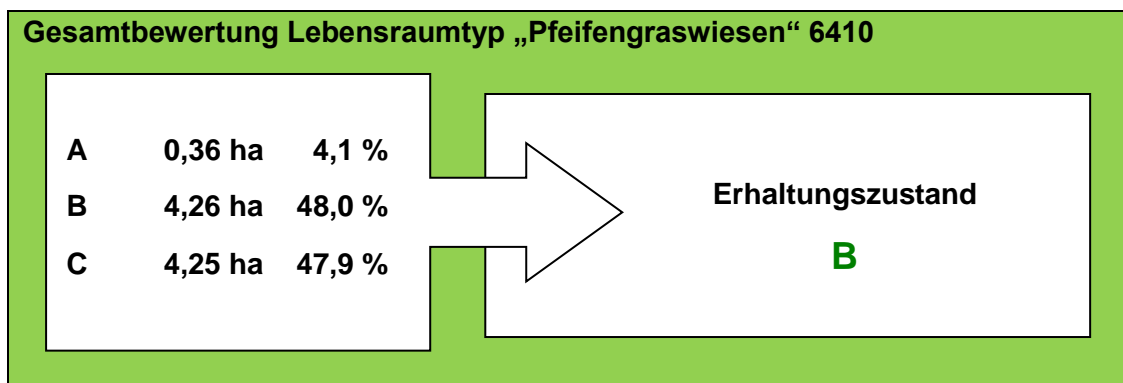 Gesamtbewertung Lebensraumtyp „Pfeifengraswiesen“ 6410
A 0,36 ha 4,1 %
B 4,26 ha 48,0 %
C 4,25 ha 47,9 %
Erhaltungszustand
B